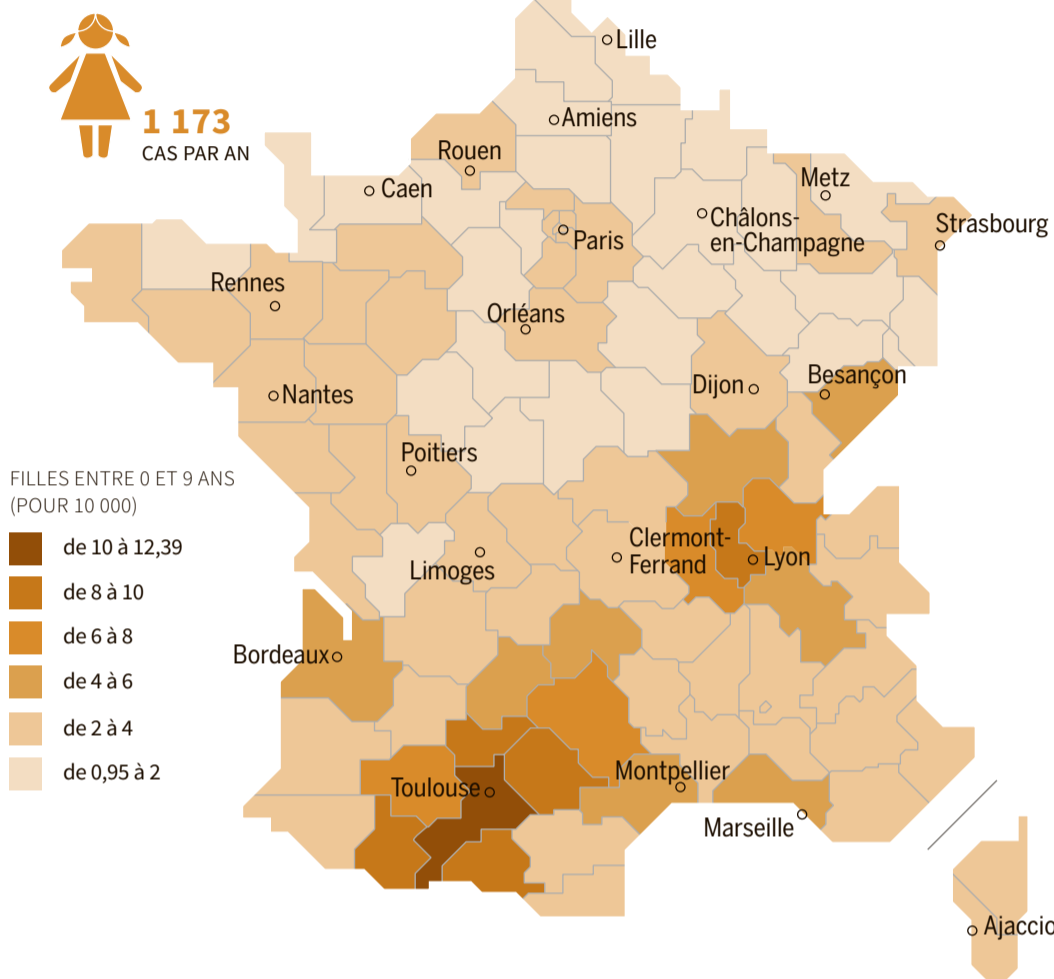 1 173
CAS PAR AN
Lille
Amiens
Rouen
Caen
Metz
Châlons-
en-Champagne
Strasbourg
Paris
Rennes
Orléans
Besançon
Dijon
Nantes
Poitiers
FILLES ENTRE 0 ET 9 ANS
(POUR 10 000)
de 10 à 12,39
de 8 à 10
de 6 à 8
de 4 à 6
de 2 à 4
de 0,95 à 2
Clermont-
Ferrand
Lyon
Limoges
Bordeaux
Toulouse
Montpellier
Marseille
Ajaccio